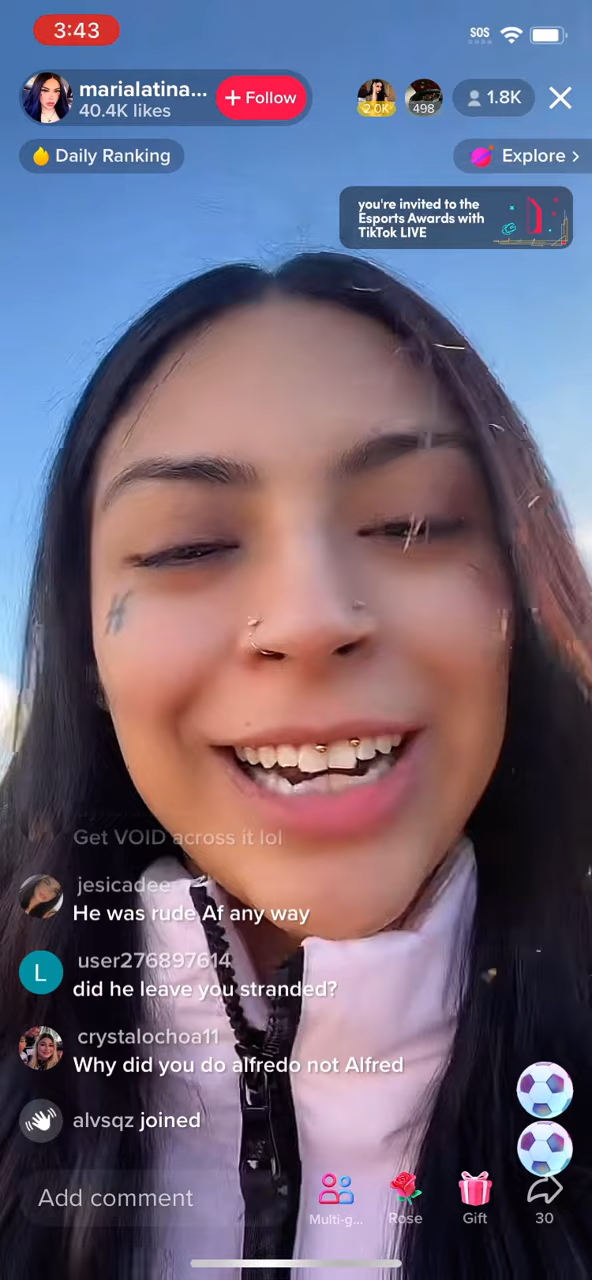 3:43
SOS
marialatina...
40.4K likes
+ Follow
2.0K
498
1.8K
Daily Ranking
Explore >
you're invited to the
Esports Awards with
TikTok LIVE
Get VOID across it lol
jesicadee
He was rude Af any way
L
user276897614
did he leave you stranded?
crystalochoa11
Why did you do alfredo not Alfred
alvsqz joined
Add comment
Multi-g...
Rose
Gift
30